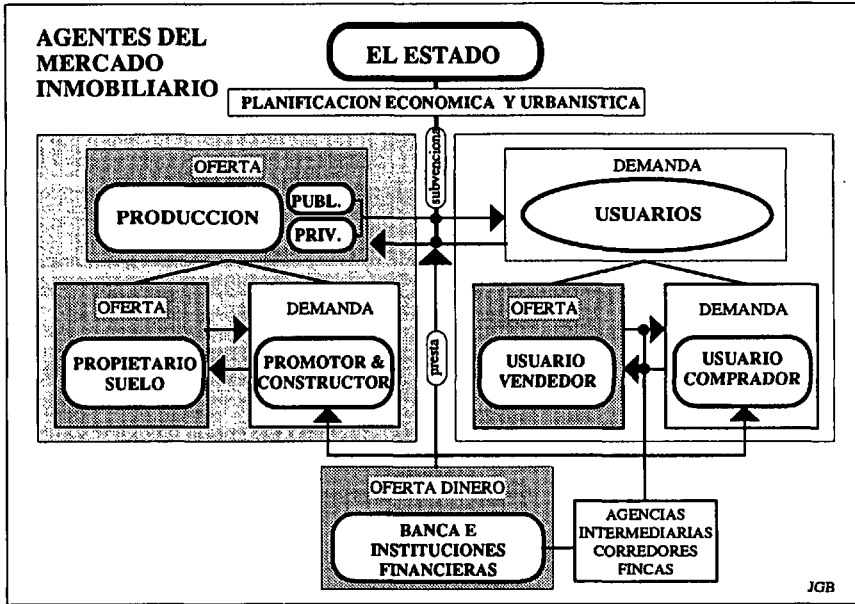 AGENTES DEL
MERCADO
INMOBILIARIO
EL ESTADO
PLANIFICACION ECONOMICA Y URBANISTICA
subvenciona
OFERTA
PRODUCCION
PUBL.
PRIV.
DEMANDA
USUARIOS
OFERTA
PROPIETARIO
SUELO
DEMANDA
PROMOTOR &
CONSTRUCTOR
presta
OFERTA
USUARIO
VENDEDOR
DEMANDA
USUARIO
COMPRADOR
OFERTA DINERO
BANCA E
INSTITUCIONES
FINANCIERAS
AGENCIAS
INTERMEDIARIAS
CORREDORES
FINCAS
JGB